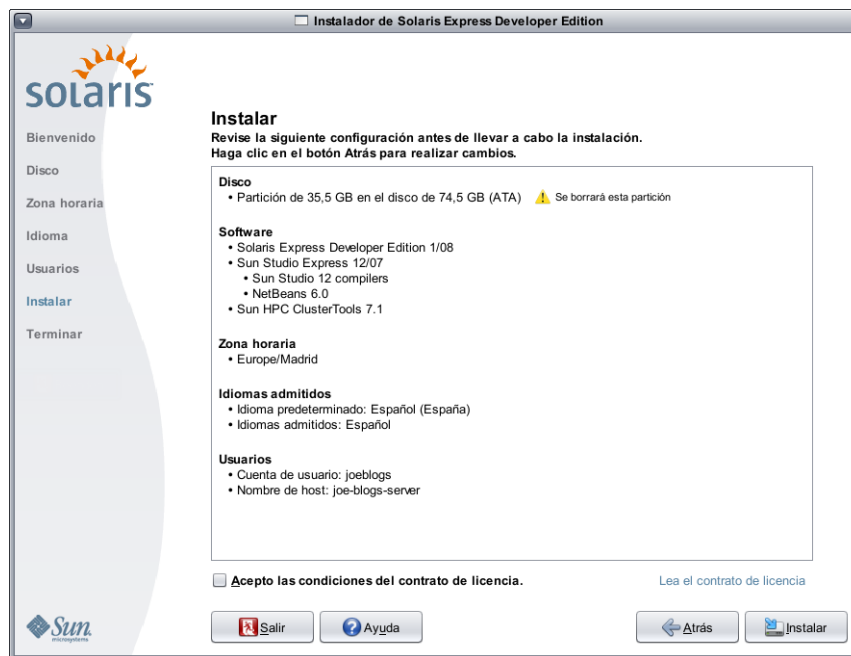 Instalador de Solaris Express Developer Edition
solaris
Bienvenido
Disco
Zona horaria
Idioma
Usuarios
Instalar
Terminar
Instalar
Revise la siguiente configuración antes de llevar a cabo la instalación.
Haga clic en el botón Atrás para realizar cambios.
Disco
• Partición de 35,5 GB en el disco de 74,5 GB (ATA) Se borrará esta partición
Software
• Solaris Express Developer Edition 1/08
• Sun Studio Express 12/07
• Sun Studio 12 compilers
• NetBeans 6.0
• Sun HPC ClusterTools 7.1
Zona horaria
• Europe/Madrid
Idiomas admitidos
• Idioma predeterminado: Español (España)
• Idiomas admitidos: Español
Usuarios
• Cuenta de usuario: joeblogs
• Nombre de host: joe-blogs-server
Acepto las condiciones del contrato de licencia. Lea el contrato de licencia
Sun
microsystems
Salir Ayuda Atrás Instalar